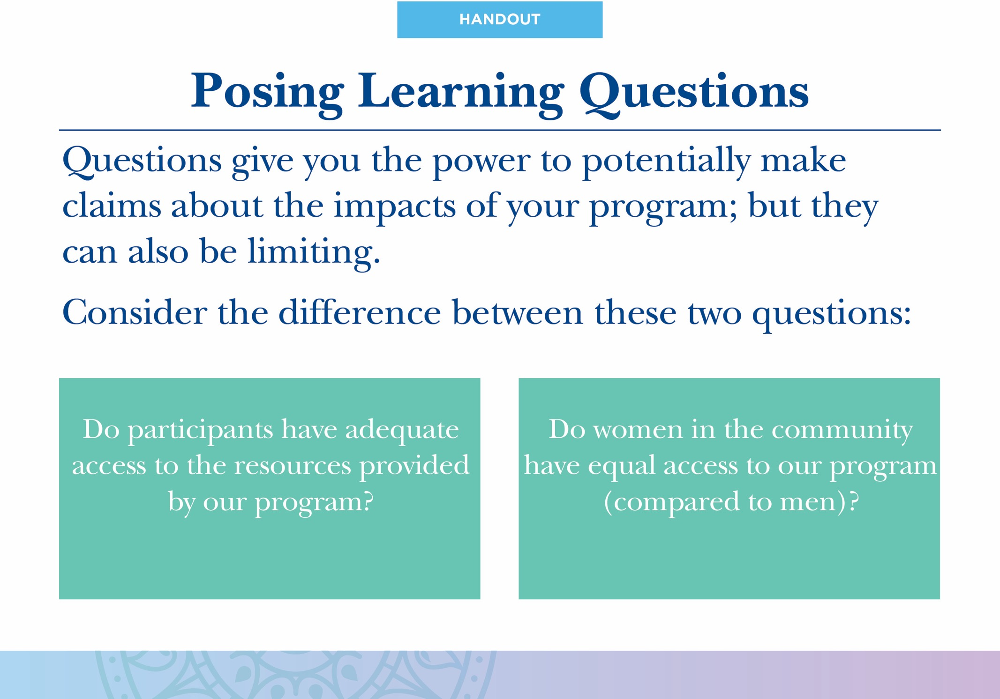 HANDOUT
Posing Learning Questions
Questions give you the power to potentially make
claims about the impacts of your program; but they
can also be limiting.
Consider the difference between these two questions:
Do participants have adequate
access to the resources provided
by our program?
Do women in the community
have equal access to our program
(compared to men)?